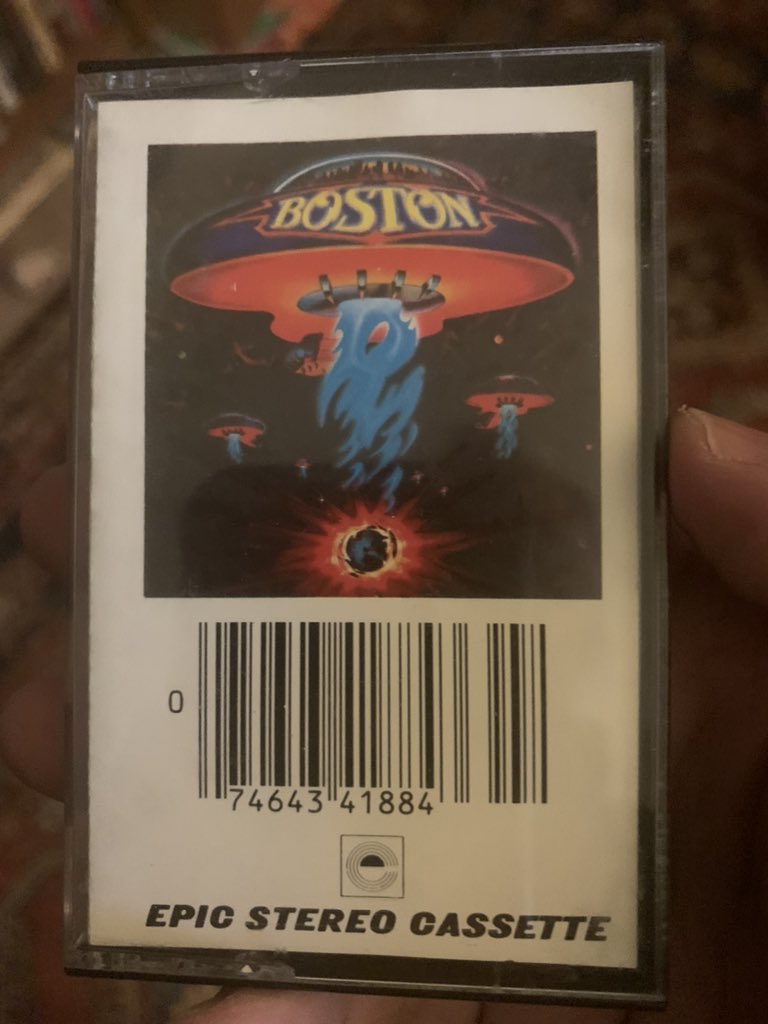 BOSTON
0
74643 41884
EPIC STEREO CASSETTE